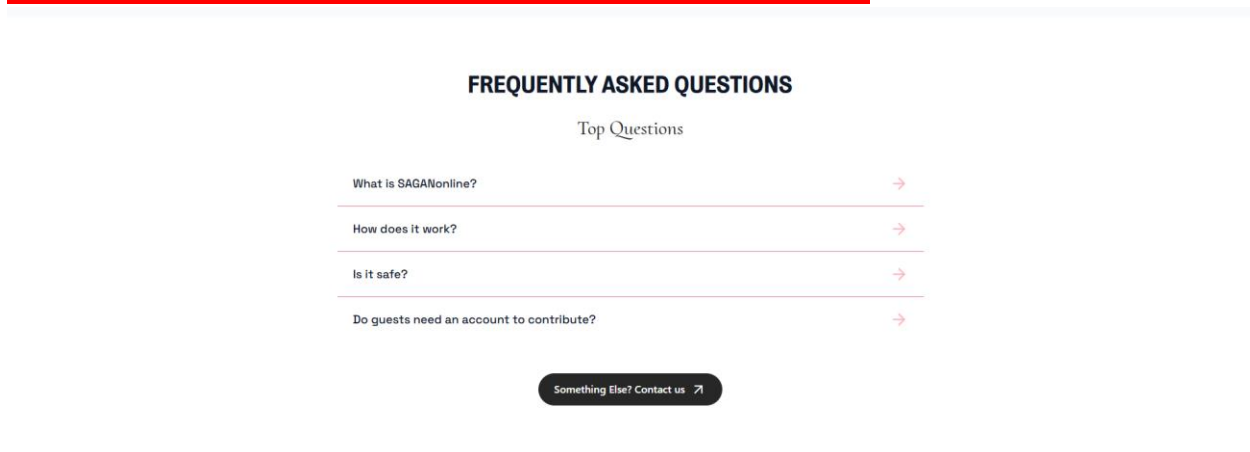 FREQUENTLY ASKED QUESTIONS
Top Questions
What is SAGANonline?
How does it work?
Is it safe?
Do guests need an account to contribute?
Something Else? Contact us